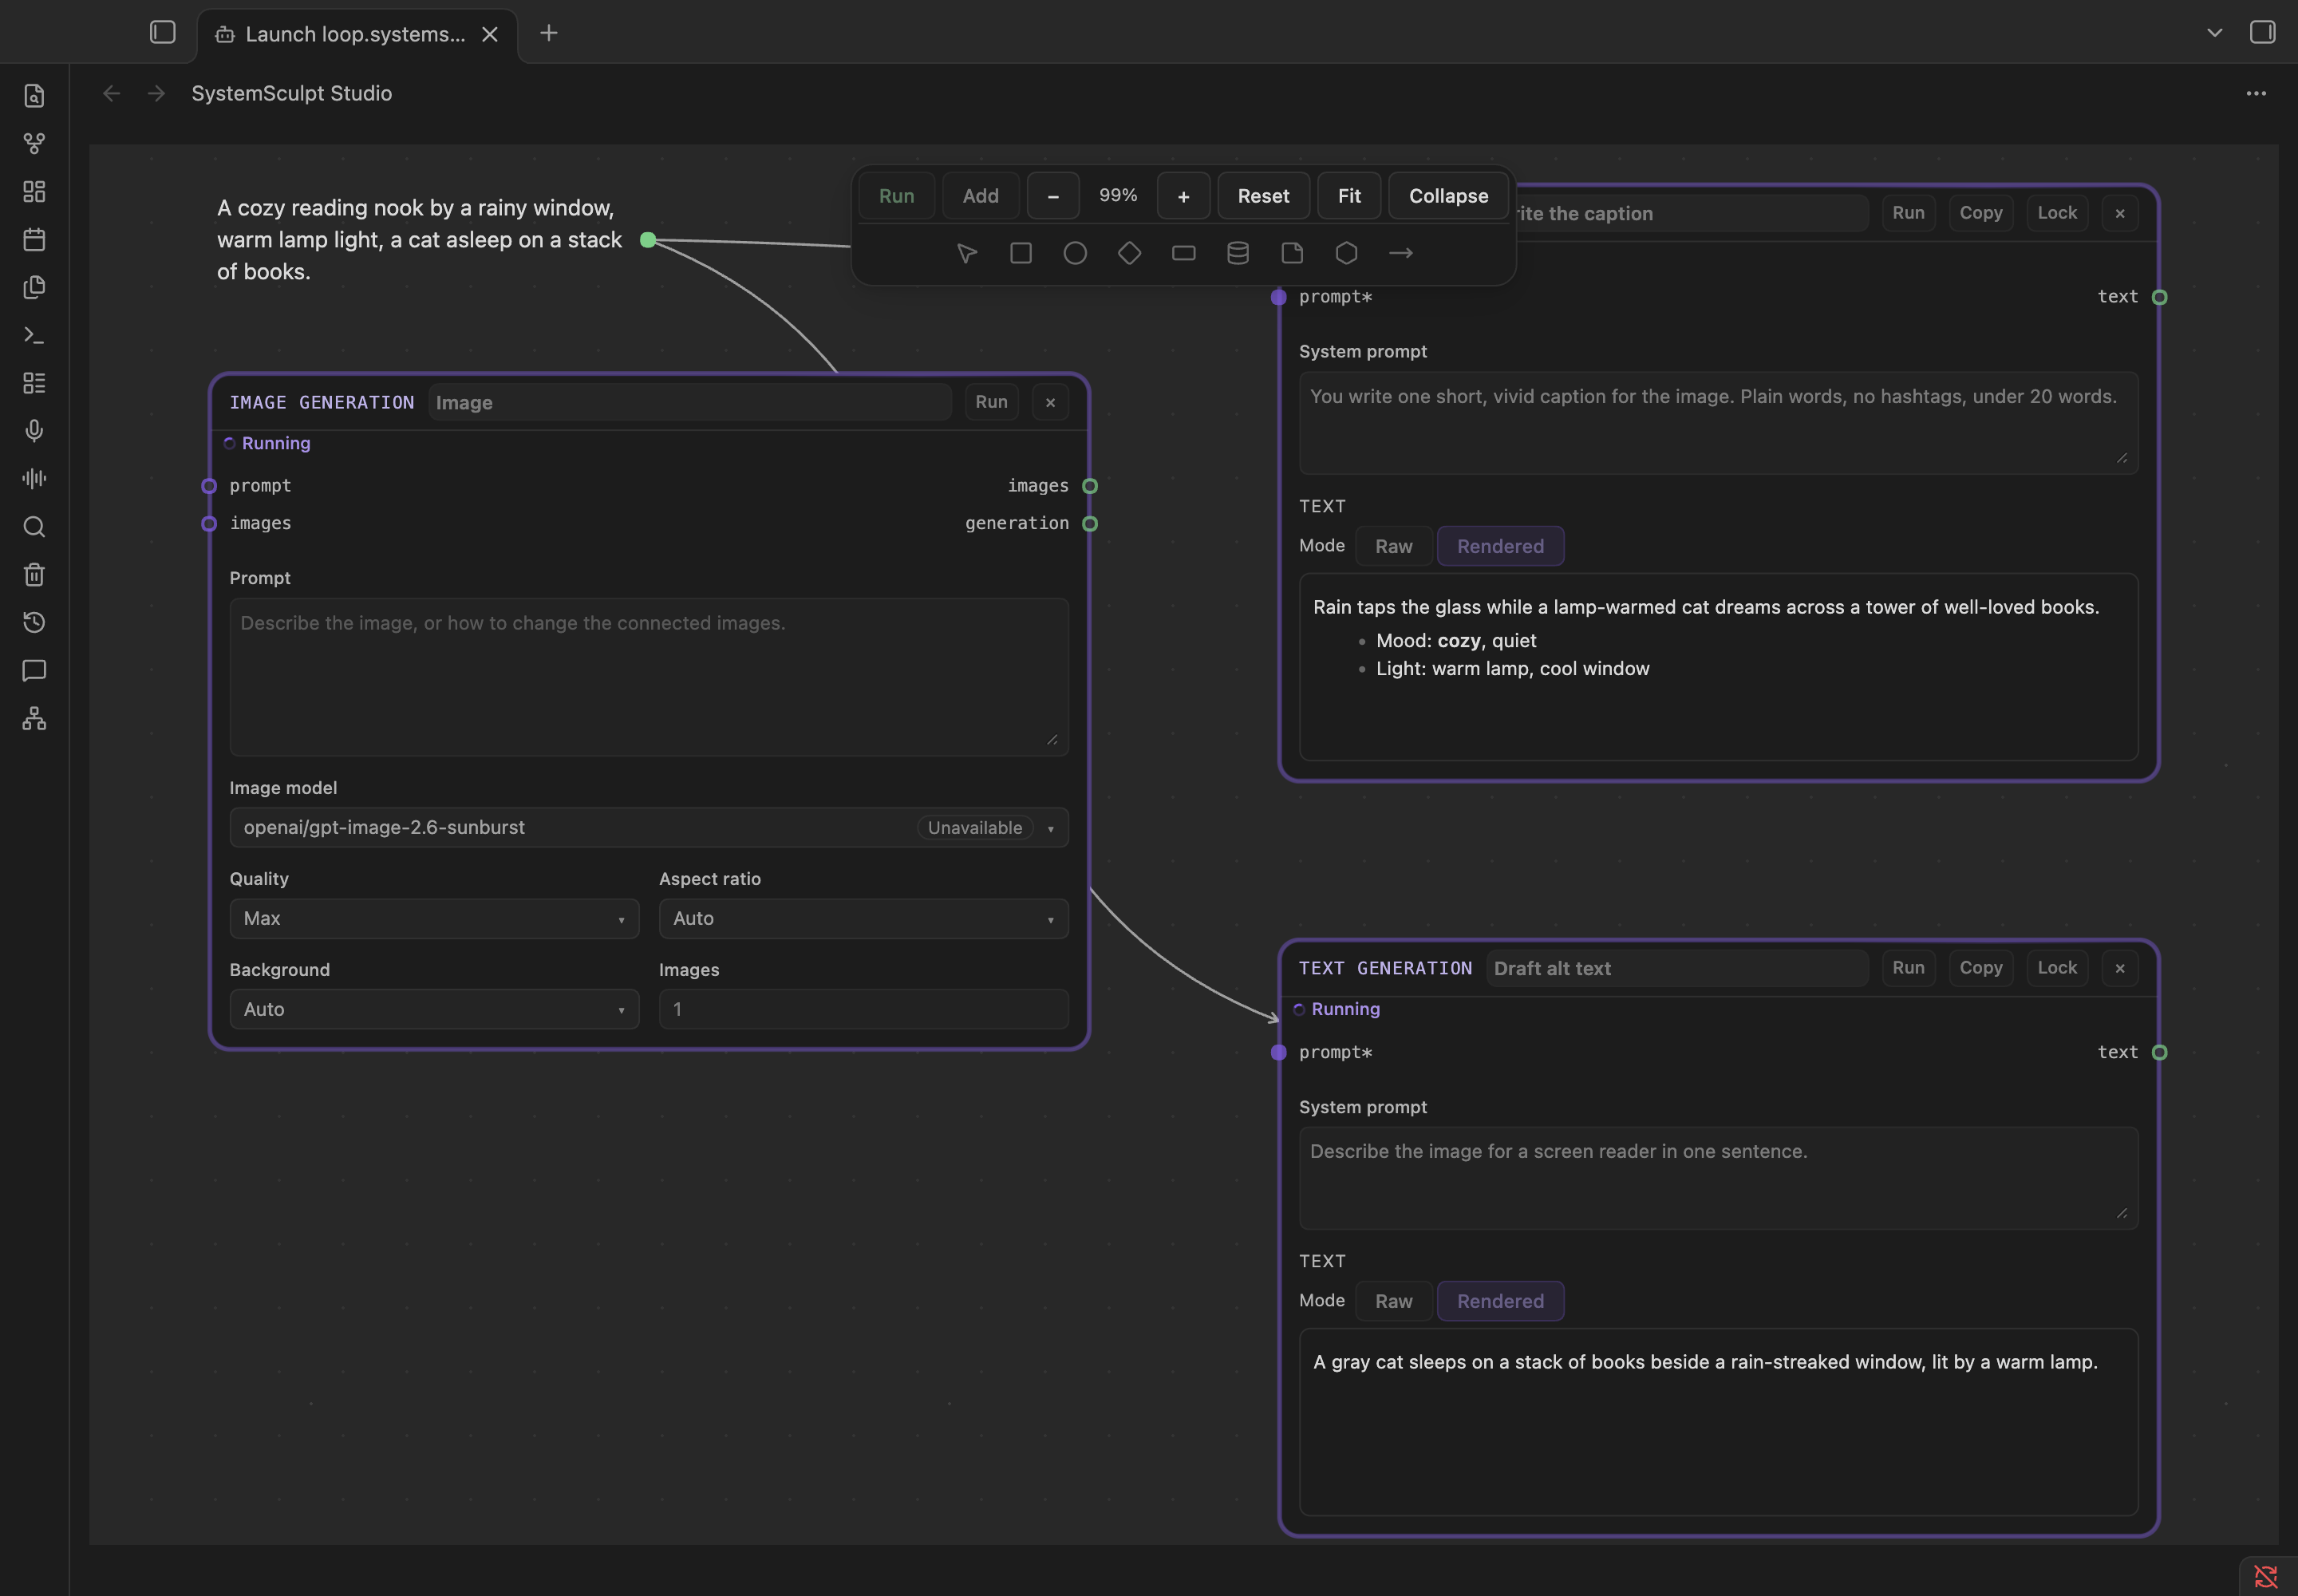 Launch loop.systems...
SystemSculpt Studio
A cozy reading nook by a rainy window,
warm lamp light, a cat asleep on a stack
of books.
Run Add − 99% + Reset Fit Collapse
rite the caption Run Copy Lock ×
prompt* text
System prompt
You write one short, vivid caption for the image. Plain words, no hashtags, under 20 words.
TEXT
Mode Raw Rendered
Rain taps the glass while a lamp-warmed cat dreams across a tower of well-loved books.
Mood: cozy, quiet
Light: warm lamp, cool window
IMAGE GENERATION Image Run ×
Running
prompt images
images generation
Prompt
Describe the image, or how to change the connected images.
Image model
openai/gpt-image-2.6-sunburst Unavailable
Quality Aspect ratio
Max Auto
Background Images
Auto 1
TEXT GENERATION Draft alt text Run Copy Lock ×
Running
prompt* text
System prompt
Describe the image for a screen reader in one sentence.
TEXT
Mode Raw Rendered
A gray cat sleeps on a stack of books beside a rain-streaked window, lit by a warm lamp.